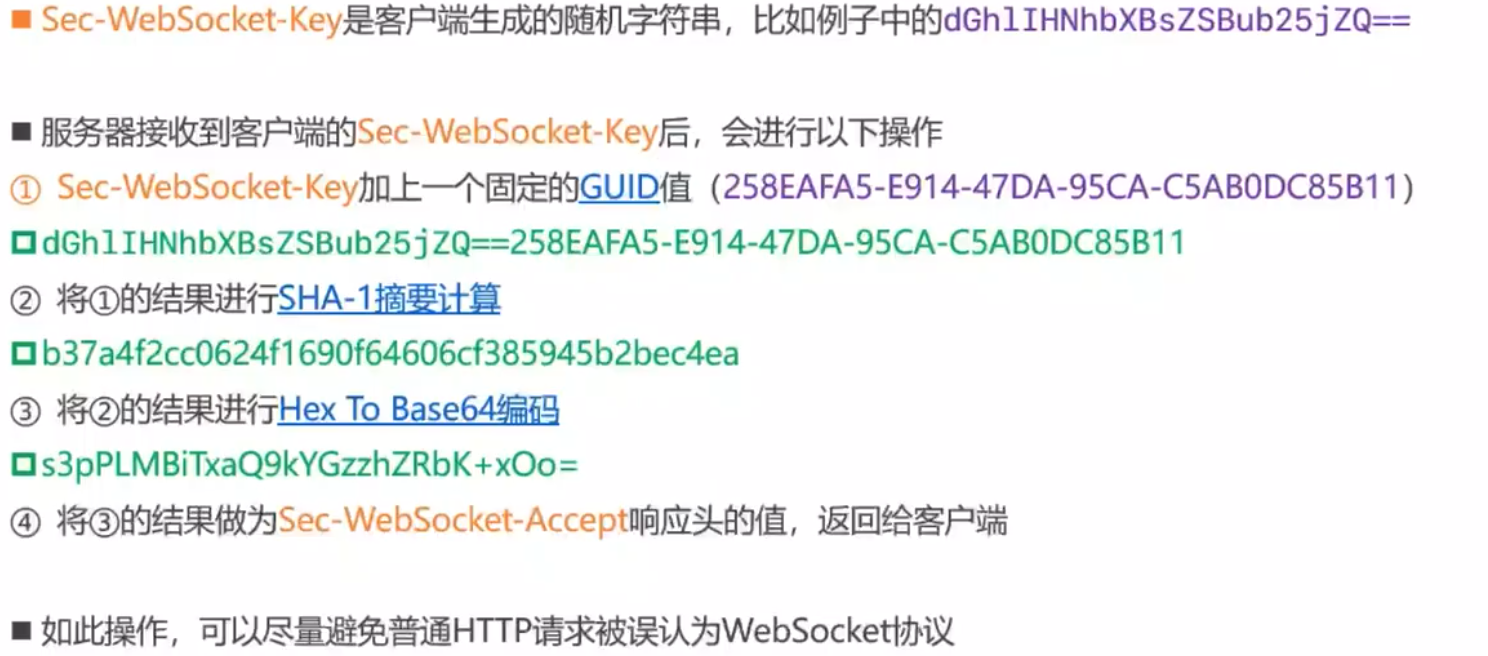 Sec-WebSocket-Key是客户端生成的随机字符串，比如例子中的dGhlIHNhbXBsZSBub25jZQ==
服务器接收到客户端的Sec-WebSocket-Key后，会进行以下操作
① Sec-WebSocket-Key加上一个固定的GUID值（258EAFA5-E914-47DA-95CA-C5AB0DC85B11）
dGhlIHNhbXBsZSBub25jZQ==258EAFA5-E914-47DA-95CA-C5AB0DC85B11
② 将①的结果进行SHA-1摘要计算
b37a4f2cc0624f1690f64606cf385945b2bec4ea
③ 将②的结果进行Hex To Base64编码
s3pPLMBiTxaQ9kYGzzhZRbK+xOo=
④ 将③的结果做为Sec-WebSocket-Accept响应头的值，返回给客户端
如此操作，可以尽量避免普通HTTP请求被误认为WebSocket协议